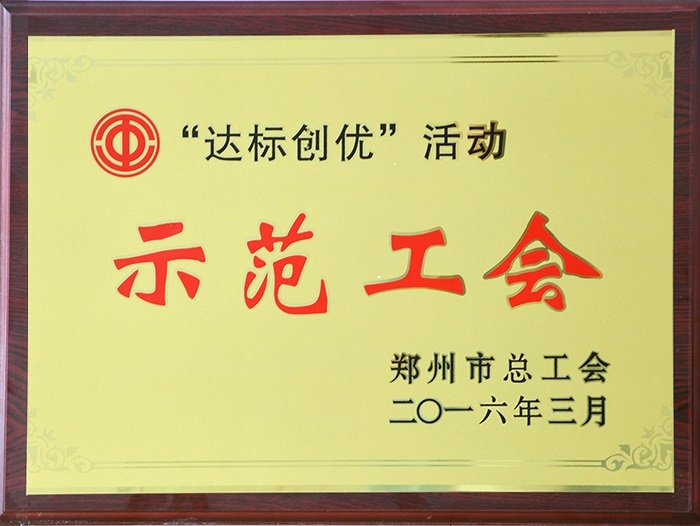 “达标创优”活动
示范工会
郑州市总工会
二〇一六年三月